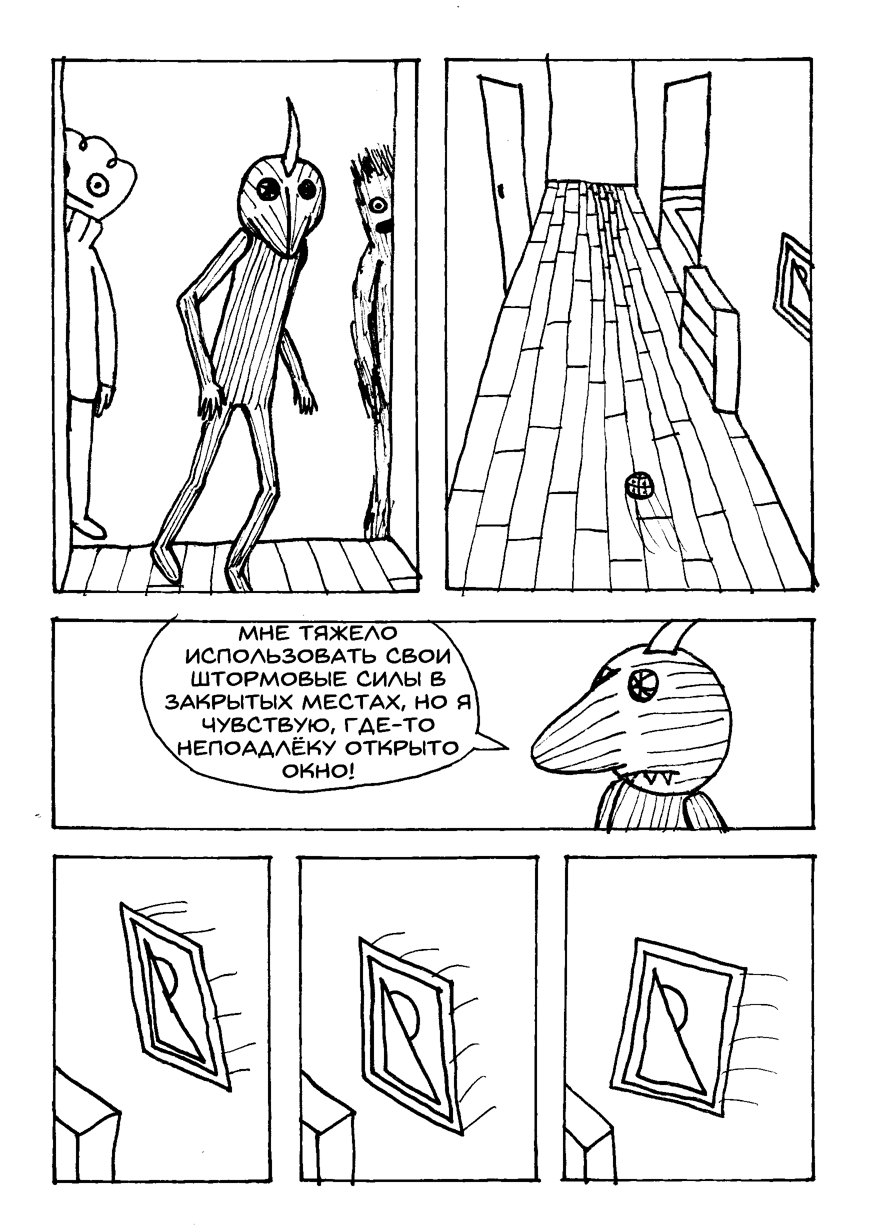 МНЕ ТЯЖЕЛО
ИСПОЛЬЗОВАТЬ СВОИ
ШТОРМОВЫЕ СИЛЫ В
ЗАКРЫТЫХ МЕСТАХ, НО Я
ЧУВСТВУЮ, ГДЕ-ТО
НЕПОАДЛЁКУ ОТКРЫТО
ОКНО!